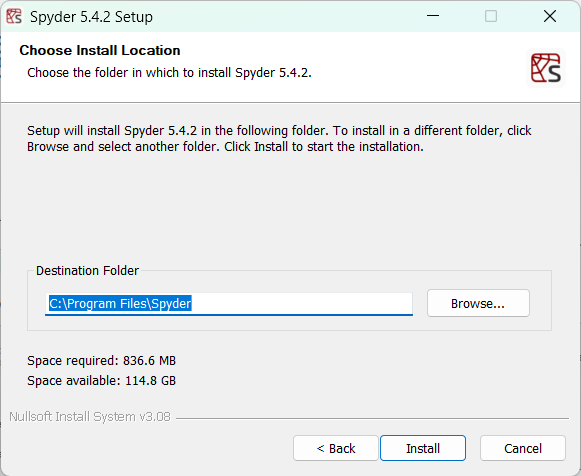 Spyder 5.4.2 Setup
Choose Install Location
Choose the folder in which to install Spyder 5.4.2.
S
Setup will install Spyder 5.4.2 in the following folder. To install in a different folder, click
Browse and select another folder. Click Install to start the installation.
Destination Folder
C:\Program Files\Spyder
Browse...
Space required: 836.6 MB
Space available: 114.8 GB
Nullsoft Install System v3.08
< Back
Install
Cancel